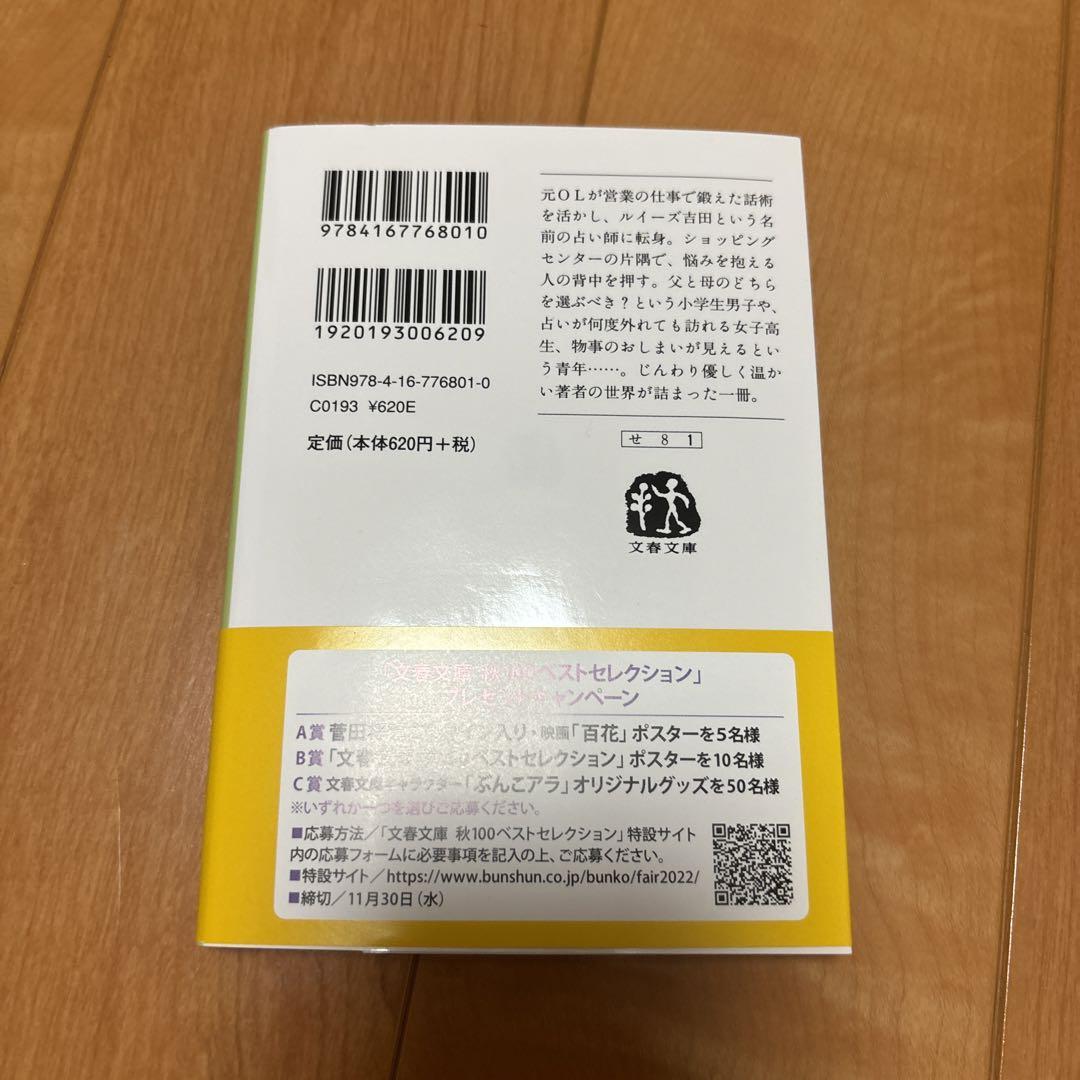 9784167768010
1920193006209
ISBN978-4-16-776801-0
C0193 ¥620E
定価(本体620円+税)
元OLが営業の仕事で鍛えた話術
を活かし、ルイーズ吉田という名
前の占い師に転身。ショッピング
センターの片隅で、悩みを抱える
人の背中を押す。父と母のどちら
を選ぶべき?という小学生男子や、
占いが何度外れても訪れる女子高
生、物事のおしまいが見えるとい
う青年……。じんわり優しく温か
い著者の世界が詰まった一冊。
せ 8 1
文春文庫
「文春文庫 秋100ベストセレクション」
プレゼントキャンペーン
A賞 菅田 イン入り・映画「百花」ポスターを5名様
B賞「文春 ベストセレクション」ポスターを10名様
C賞 文春文庫キャラクター「ぶんこアラ」オリジナルグッズを50名様
※いずれか一つを選びご応募ください。
■応募方法/「文春文庫 秋100ベストセレクション」特設サイト
内の応募フォームに必要事項を記入の上、ご応募ください。
■特設サイト/https://www.bunshun.co.jp/bunko/fair2022/
■締切/11月30日(水)